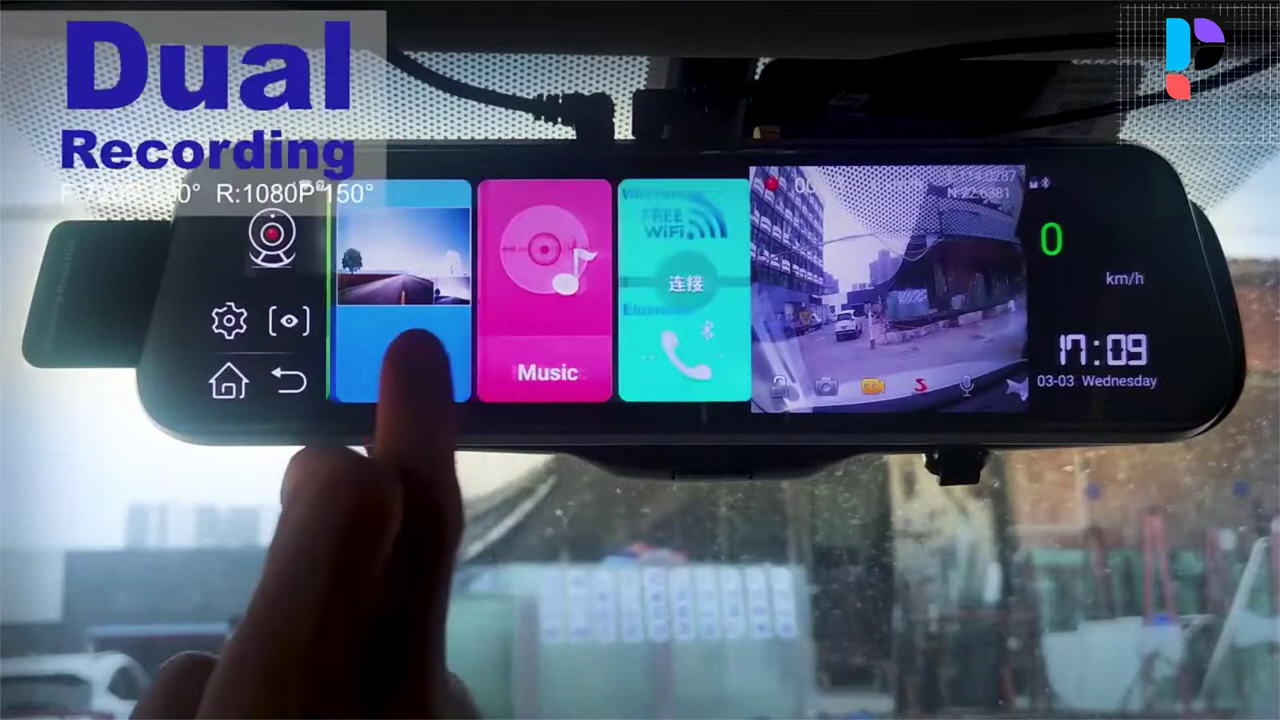 Dual
Recording
R:1080P 150°
FREE
WiFi
连接
Music
0
km/h
17:09
03-03 Wednesday